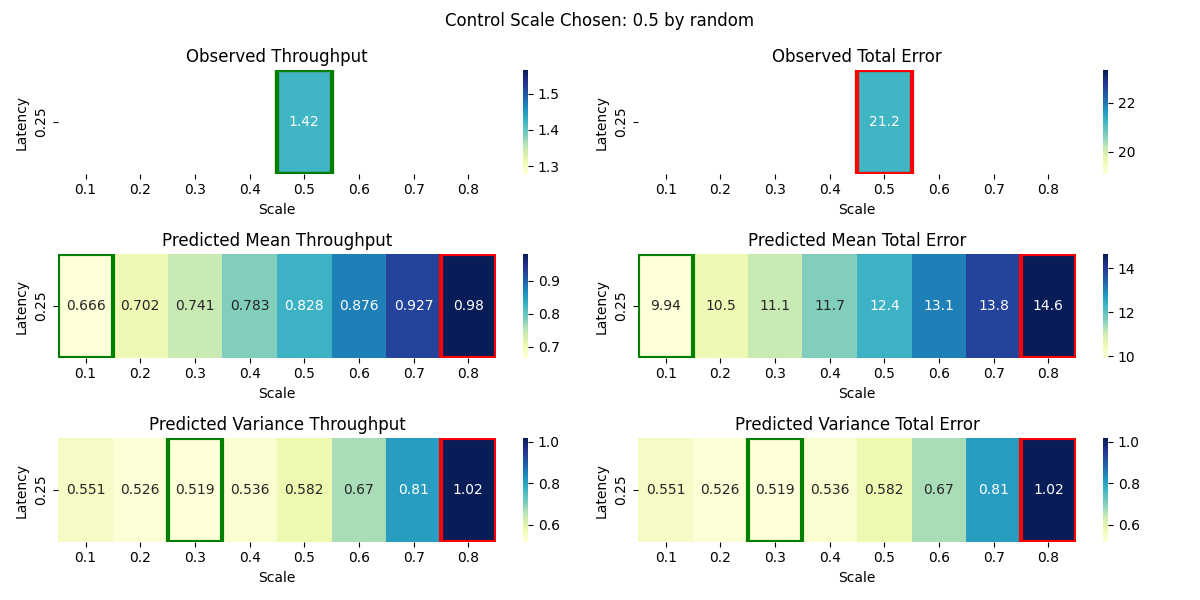 Control Scale Chosen: 0.5 by random
Observed Throughput
Latency
0.25
1.42
0.1 0.2 0.3 0.4 0.5 0.6 0.7 0.8
Scale
1.5
1.4
1.3
Observed Total Error
Latency
0.25
21.2
0.1 0.2 0.3 0.4 0.5 0.6 0.7 0.8
Scale
22
20
Predicted Mean Throughput
Latency
0.25
0.666 0.702 0.741 0.783 0.828 0.876 0.927 0.98
0.1 0.2 0.3 0.4 0.5 0.6 0.7 0.8
Scale
0.9
0.8
0.7
Predicted Mean Total Error
Latency
0.25
9.94 10.5 11.1 11.7 12.4 13.1 13.8 14.6
0.1 0.2 0.3 0.4 0.5 0.6 0.7 0.8
Scale
14
12
10
Predicted Variance Throughput
Latency
0.25
0.551 0.526 0.519 0.536 0.582 0.67 0.81 1.02
0.1 0.2 0.3 0.4 0.5 0.6 0.7 0.8
Scale
1.0
0.8
0.6
Predicted Variance Total Error
Latency
0.25
0.551 0.526 0.519 0.536 0.582 0.67 0.81 1.02
0.1 0.2 0.3 0.4 0.5 0.6 0.7 0.8
Scale
1.0
0.8
0.6